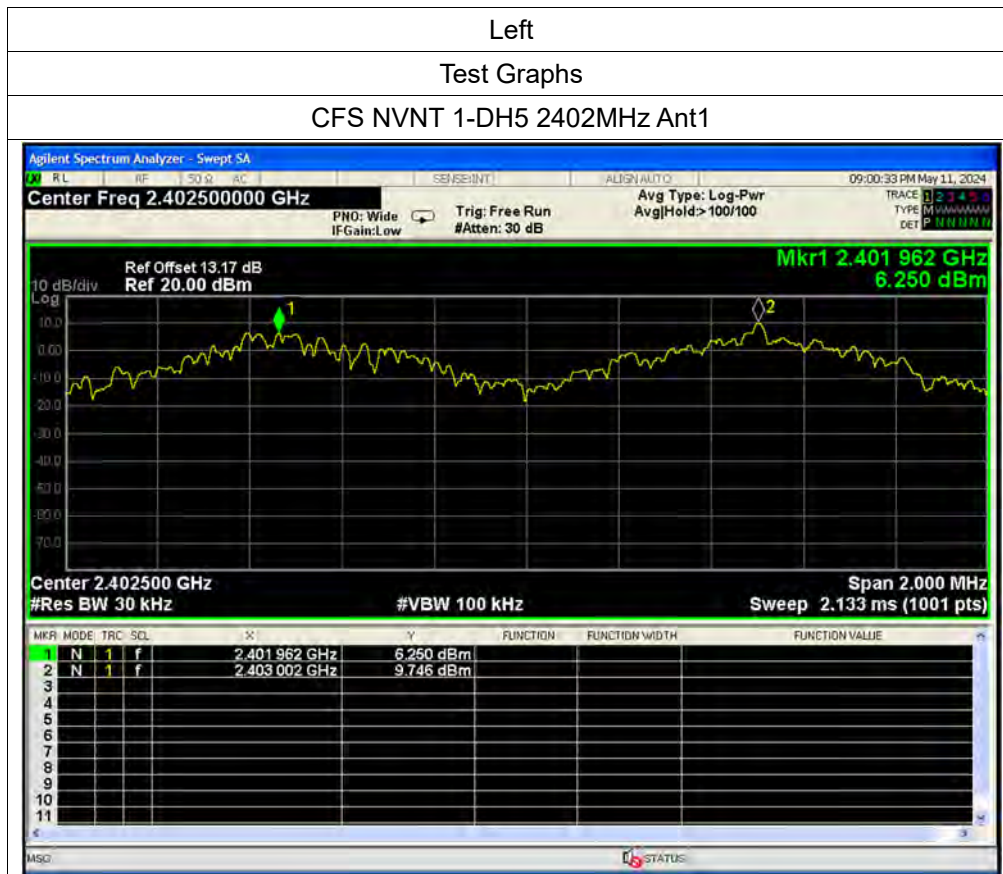 Left
Test Graphs
CFS NVNT 1-DH5 2402MHz Ant1
Agilent Spectrum Analyzer - Swept SA
RL RF 50 Ω AC SENSE:INT ALIGN AUTO 09:00:33 PM May 11, 2024
Center Freq 2.402500000 GHz Avg Type: Log-Pwr TRACE 1 2 3 4 5 6
PNO: Wide Trig: Free Run Avg|Hold:>100/100 TYPE M
IFGain:Low #Atten: 30 dB DET P N N N N N
Mkr1 2.401 962 GHz
6.250 dBm
Ref Offset 13.17 dB
10 dB/div Ref 20.00 dBm
Log
10.0
0.00
-10.0
-20.0
-30.0
-40.0
-50.0
-60.0
-70.0
1
2
Center 2.402500 GHz Span 2.000 MHz
#Res BW 30 kHz #VBW 100 kHz Sweep 2.133 ms (1001 pts)
MKR MODE TRC SCL X Y FUNCTION FUNCTION WIDTH FUNCTION VALUE
1 N 1 f 2.401 962 GHz 6.250 dBm
2 N 1 f 2.403 002 GHz 9.746 dBm
3
4
5
6
7
8
9
10
11
MSG STATUS